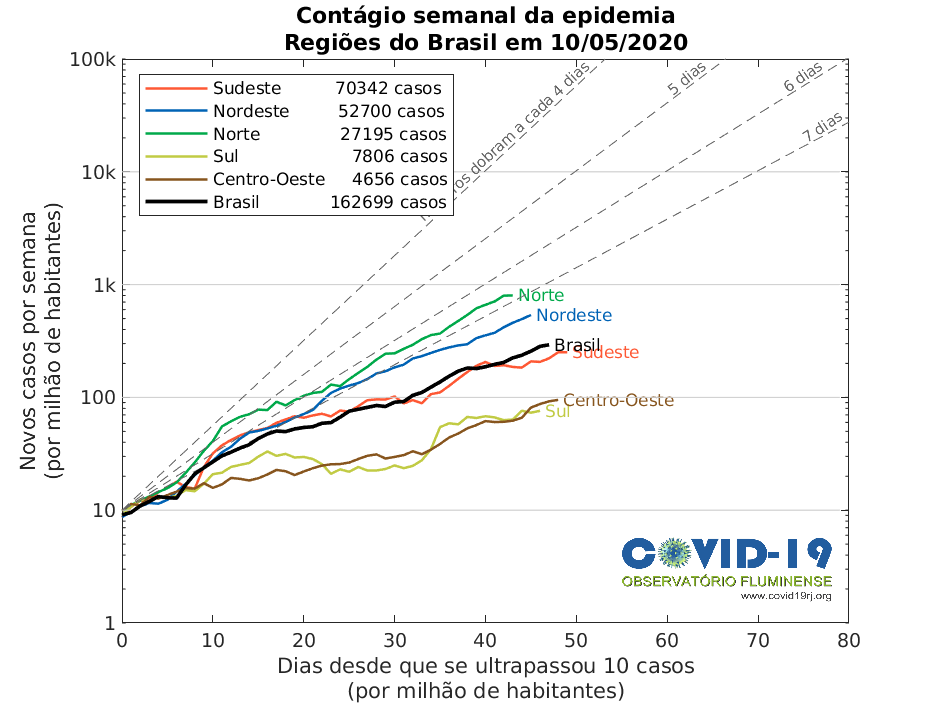 Contágio semanal da epidemia
Regiões do Brasil em 10/05/2020
100k
10k
1k
100
10
1
Novos casos por semana
(por milhão de habitantes)
Sudeste 70342 casos
Nordeste 52700 casos
Norte 27195 casos
Sul 7806 casos
Centro-Oeste 4656 casos
Brasil 162699 casos
dobram a cada 4 dias
5 dias
6 dias
7 dias
Norte
Nordeste
Brasil
Sudeste
Centro-Oeste
Sul
COVID-19
OBSERVATÓRIO FLUMINENSE
www.covid19rj.org
0 10 20 30 40 50 60 70 80
Dias desde que se ultrapassou 10 casos
(por milhão de habitantes)